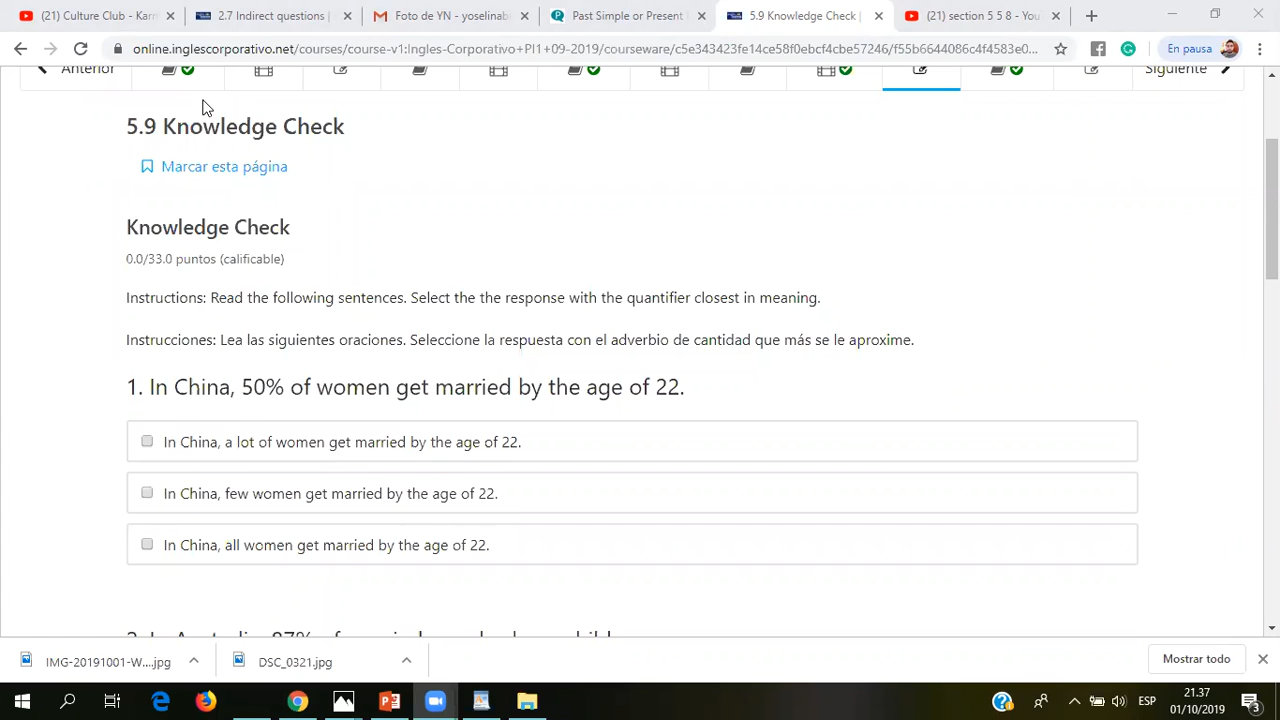 (21) Culture Club - Karm
2.7 Indirect questions |
Foto de YN - yoselinab
Past Simple or Present
5.9 Knowledge Check |
(21) section 5 5 8 - You
online.inglescorporativo.net/courses/course-v1:Ingles-Corporativo+PI1+09-2019/courseware/c5e343423fe14ce58f0ebcf4cbe57246/f55b6644086c4f4583e0...
En pausa
Anterior
Siguiente
5.9 Knowledge Check
Marcar esta página
Knowledge Check
0.0/33.0 puntos (calificable)
Instructions: Read the following sentences. Select the the response with the quantifier closest in meaning.
Instrucciones: Lea las siguientes oraciones. Seleccione la respuesta con el adverbio de cantidad que más se le aproxime.
1. In China, 50% of women get married by the age of 22.
In China, a lot of women get married by the age of 22.
In China, few women get married by the age of 22.
In China, all women get married by the age of 22.
IMG-20191001-W....jpg
DSC_0321.jpg
Mostrar todo
ESP
21.37
01/10/2019
3